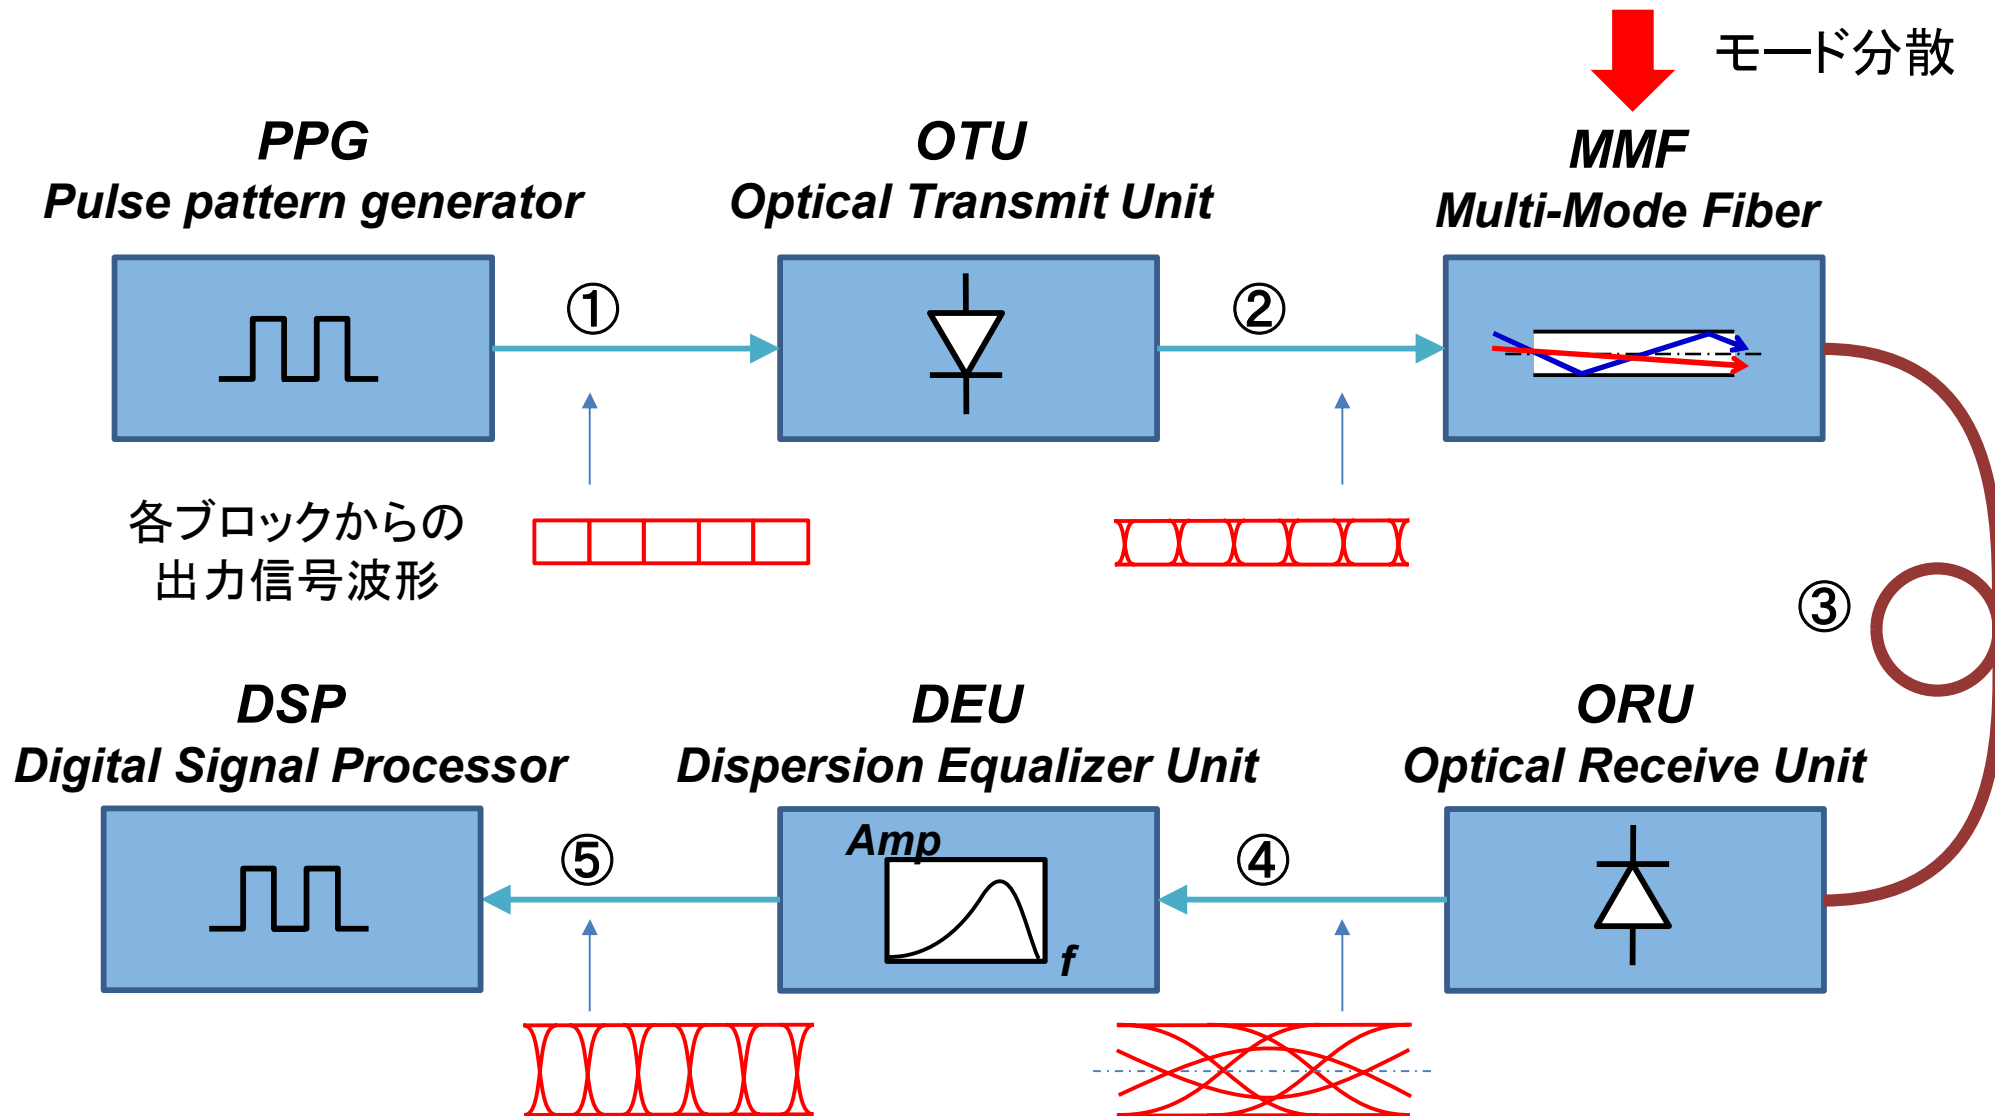 モード分散
PPG
Pulse pattern generator
OTU
Optical Transmit Unit
MMF
Multi-Mode Fiber
①
②
各ブロックからの
出力信号波形
③
DSP
Digital Signal Processor
DEU
Dispersion Equalizer Unit
ORU
Optical Receive Unit
⑤
Amp
f
④